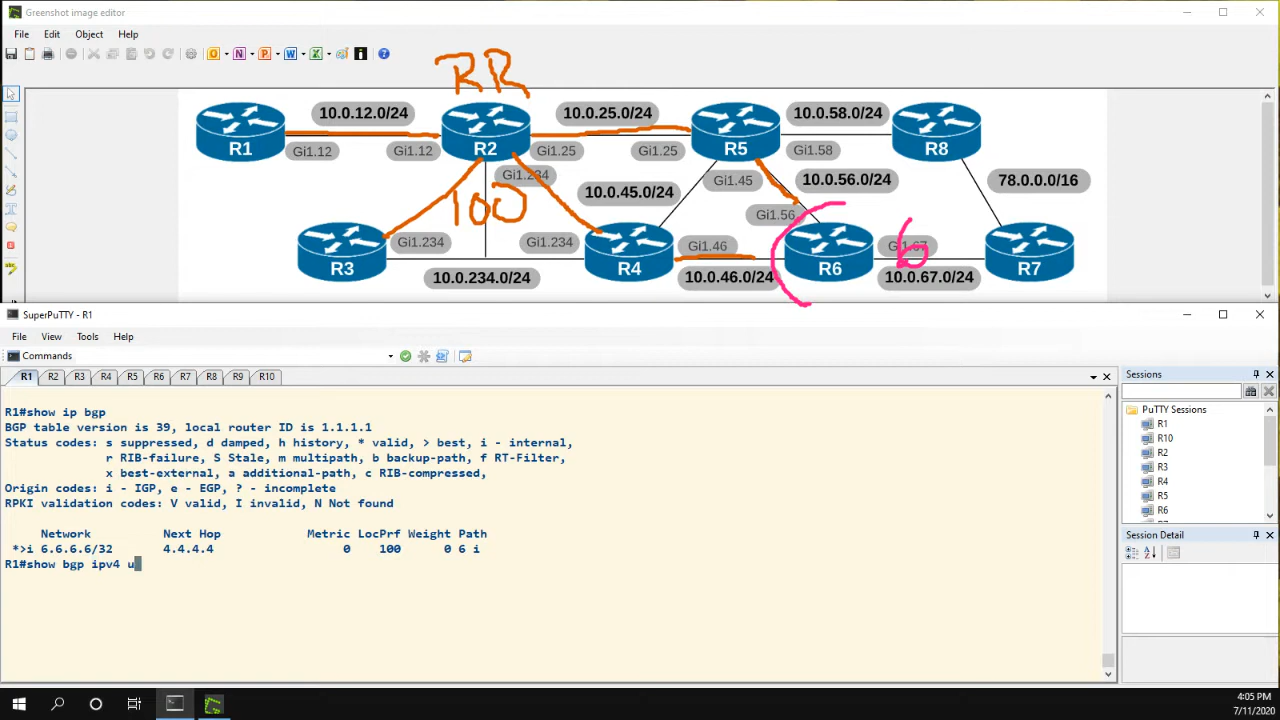 Greenshot image editor
File Edit Object Help
RR
10.0.12.0/24 10.0.25.0/24 10.0.58.0/24
R1 R2 R5 R8
Gi1.12 Gi1.12 Gi1.25 Gi1.25 Gi1.58
Gi1.234 10.0.45.0/24 Gi1.45 10.0.56.0/24 78.0.0.0/16
100 Gi1.56
6
Gi1.234 Gi1.234 Gi1.46 Gi1.67
R3 R4 R6 R7
10.0.234.0/24 10.0.46.0/24 10.0.67.0/24
SuperPuTTY - R1
File View Tools Help
Commands
R1 R2 R3 R4 R5 R6 R7 R8 R9 R10
R1#show ip bgp
BGP table version is 39, local router ID is 1.1.1.1
Status codes: s suppressed, d damped, h history, * valid, > best, i - internal,
r RIB-failure, S Stale, m multipath, b backup-path, f RT-Filter,
x best-external, a additional-path, c RIB-compressed,
Origin codes: i - IGP, e - EGP, ? - incomplete
RPKI validation codes: V valid, I invalid, N Not found
Network Next Hop Metric LocPrf Weight Path
*>i 6.6.6.6/32 4.4.4.4 0 100 0 6 i
R1#show bgp ipv4 u
Sessions
PuTTY Sessions
R1
R10
R2
R3
R4
R5
R6
Session Detail
4:05 PM
7/11/2020